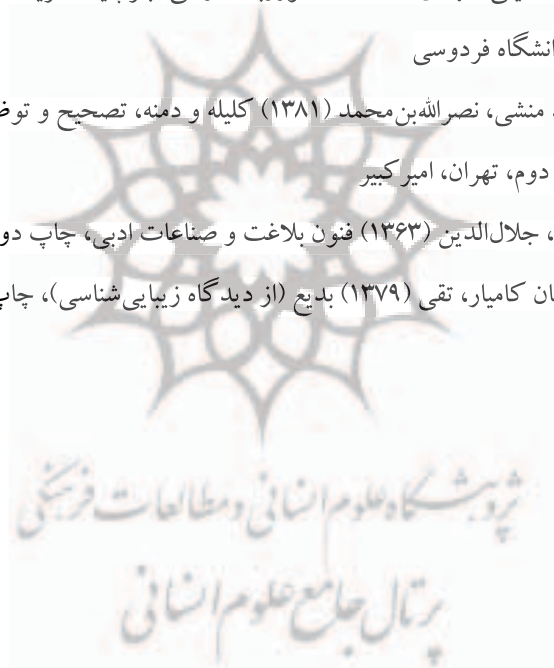 انشگاه فردوسی
منشی، نصرالله‌بن‌محمد (۱۳۸۱) کلیله و دمنه، تصحیح و توض
دوم، تهران، امیرکبیر
، جلال‌الدین (۱۳۶۳) فنون بلاغت و صناعات ادبی، چاپ دو
ان کامیار، تقی (۱۳۷۹) بدیع (از دیدگاه زیبایی‌شناسی)، چاپ
پژوهشگاه علوم انسانی و مطالعات فرهنگی
پرتال جامع علوم انسانی